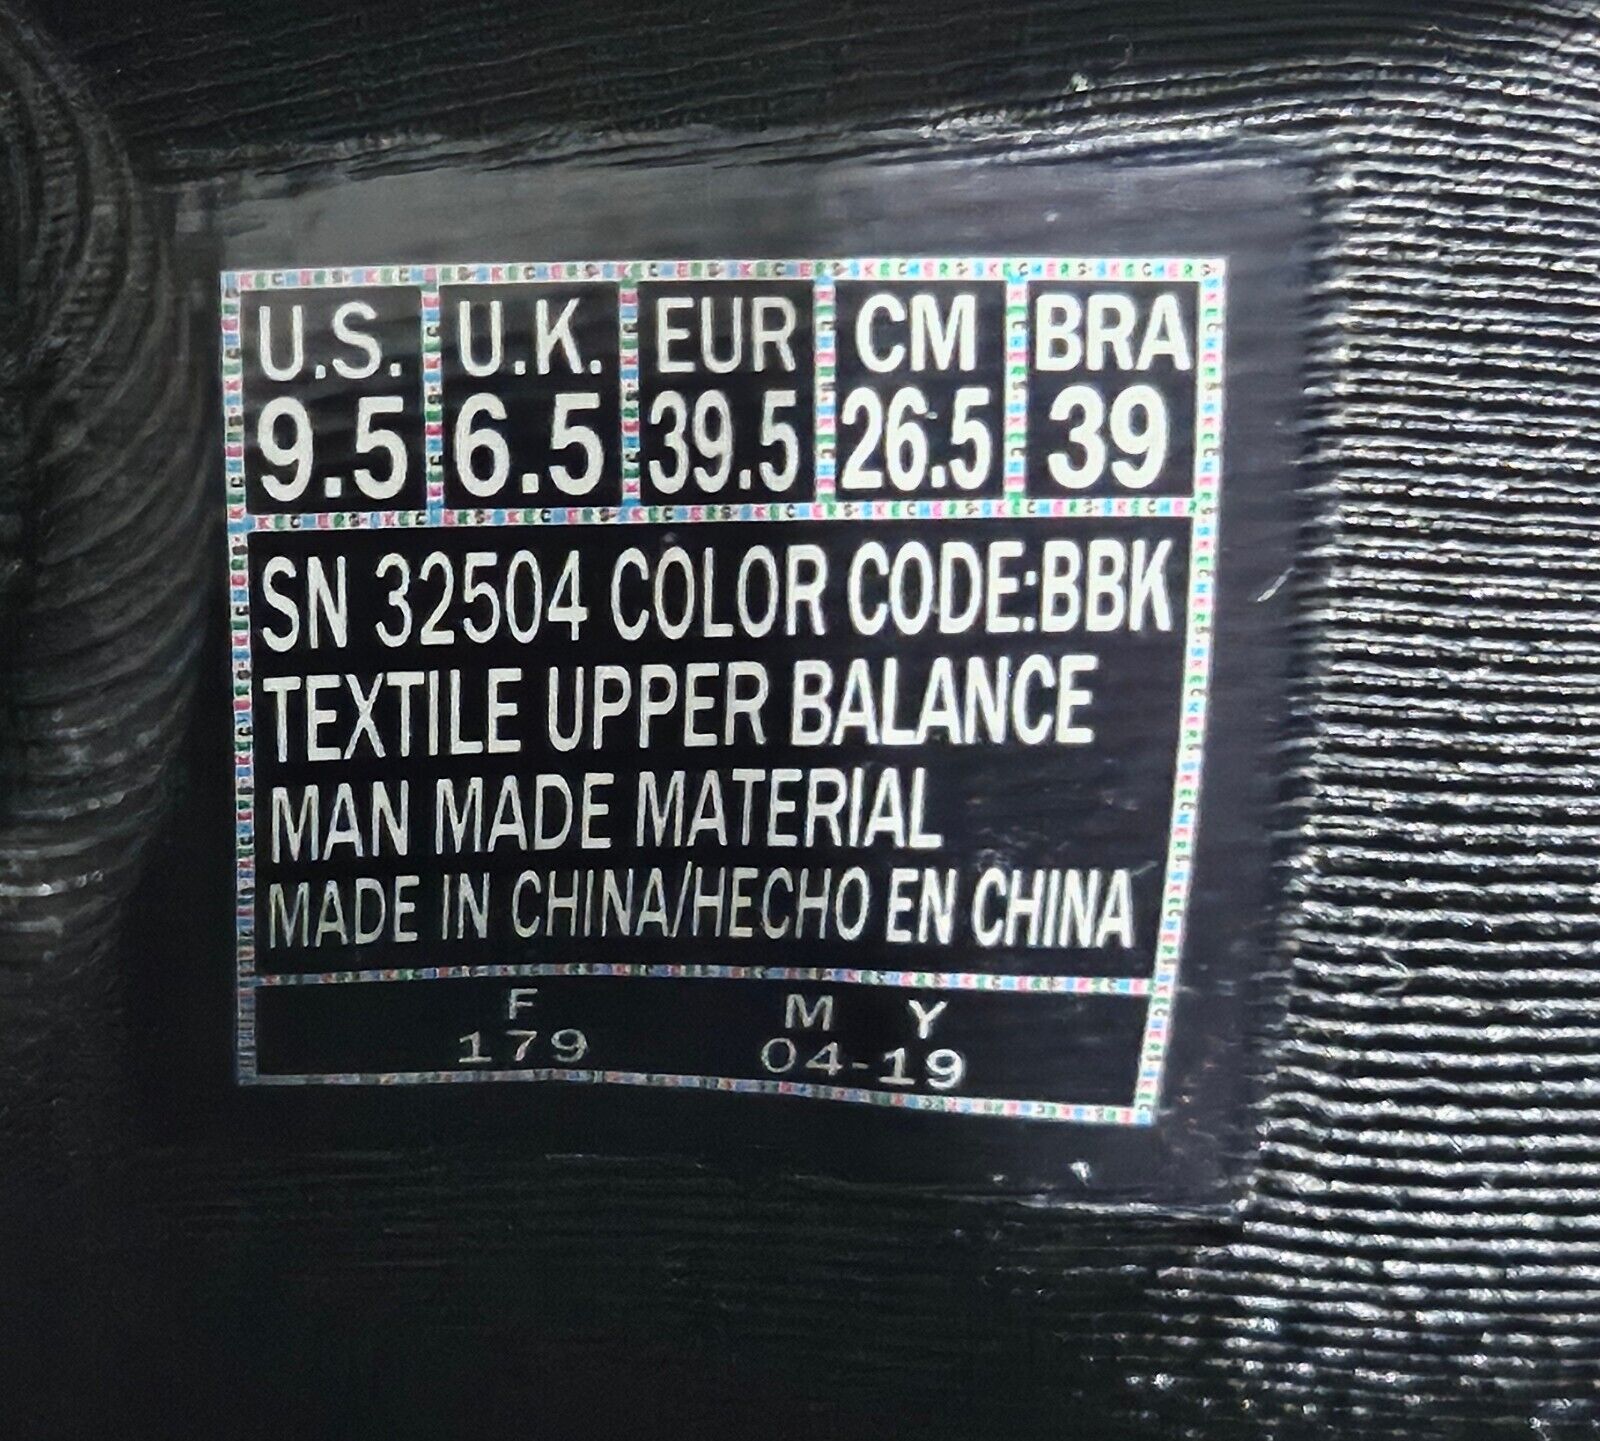 U.S. U.K. EUR CM BRA
9.5 6.5 39.5 26.5 39
SN 32504 COLOR CODE:BBK
TEXTILE UPPER BALANCE
MAN MADE MATERIAL
MADE IN CHINA/HECHO EN CHINA
F M Y
179 04-19